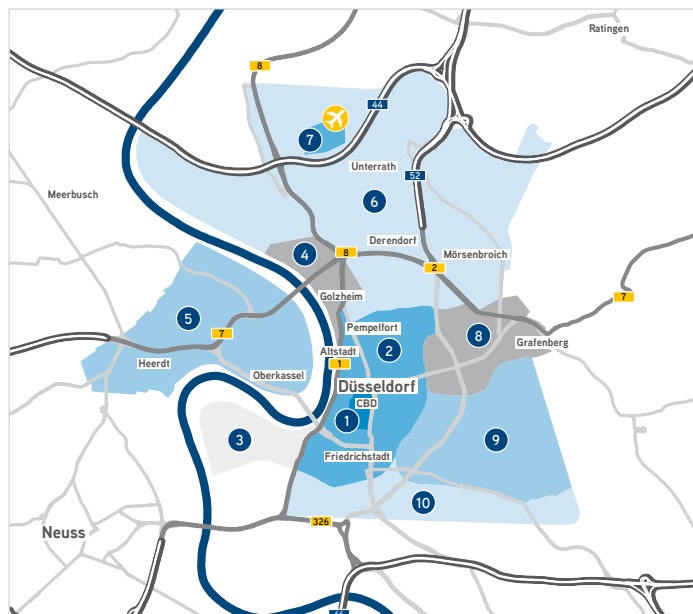 Ratingen
8
44
7
Unterrath
52
Meerbusch
6
Derendorf
8
4
Mörsenbroich
2
Golzheim
7
5
Pempelfort
7
8
Grafenberg
Altstadt
2
Heerdt
1
Oberkassel
Düsseldorf
CBD
1
3
9
Friedrichstadt
10
326
Neuss